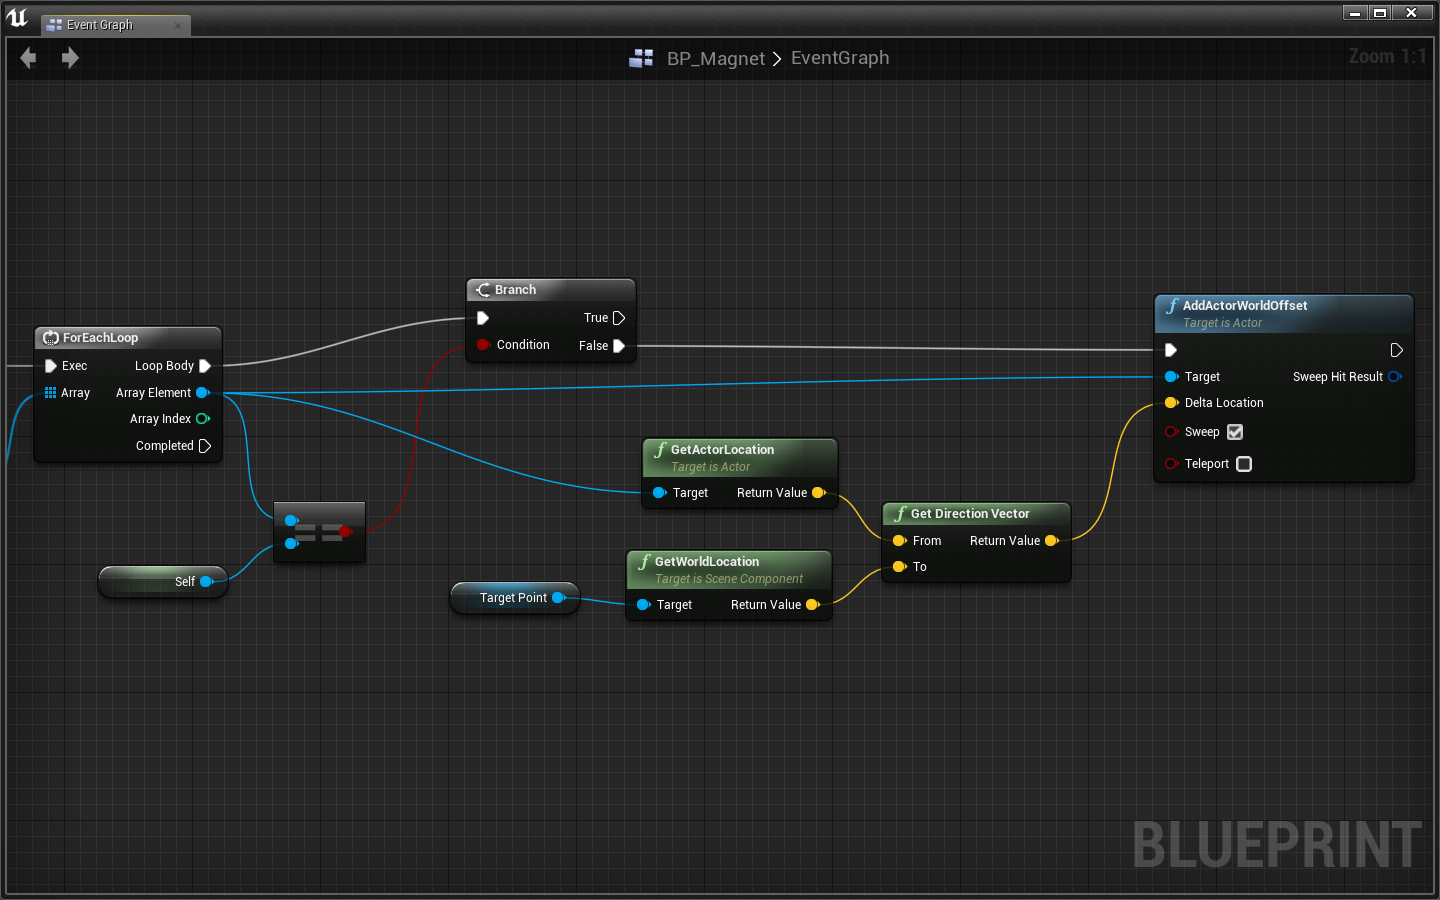 Event Graph
BP_Magnet > EventGraph
Zoom 1:1
Branch
True
Condition
False
ForEachLoop
Exec
Loop Body
Array
Array Element
Array Index
Completed
AddActorWorldOffset
Target is Actor
Target
Sweep Hit Result
Delta Location
Sweep
Teleport
GetActorLocation
Target is Actor
Target
Return Value
==
Self
Get Direction Vector
From
Return Value
To
GetWorldLocation
Target is Scene Component
Target
Return Value
Target Point
BLUEPRINT